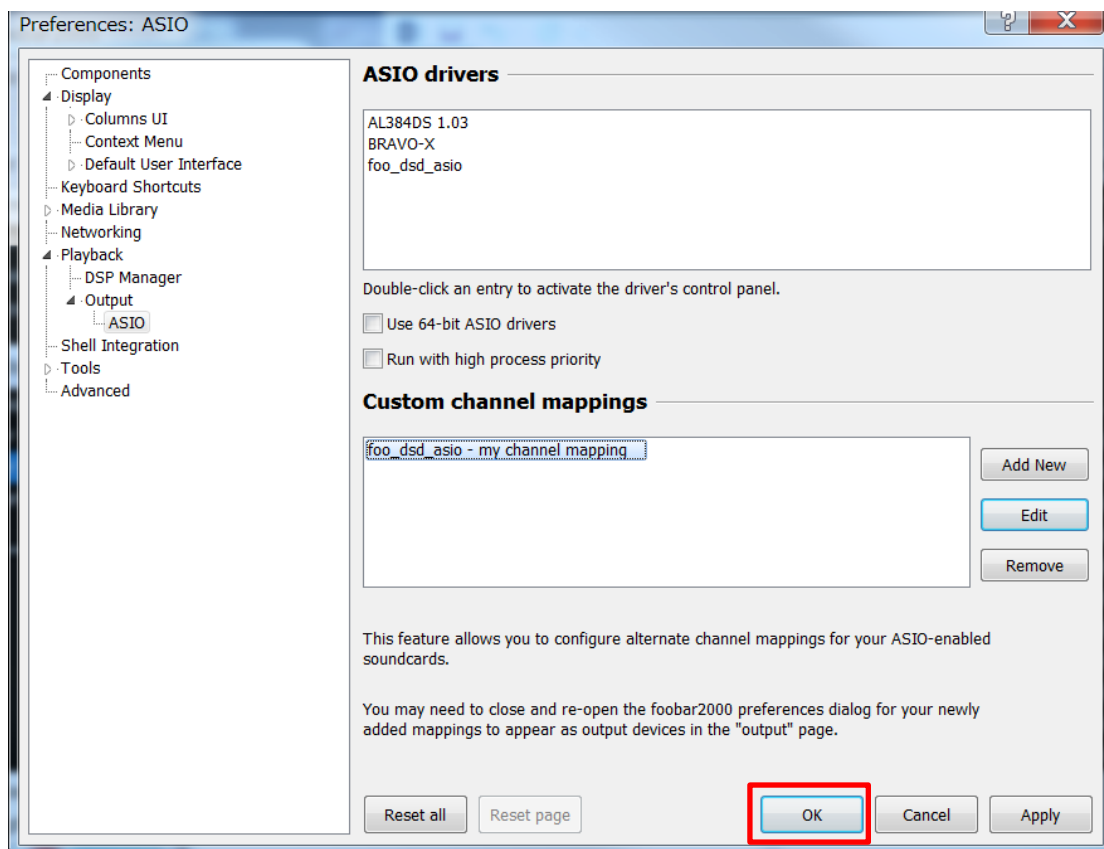 Preferences: ASIO
Components
Display
Columns UI
Context Menu
Default User Interface
Keyboard Shortcuts
Media Library
Networking
Playback
DSP Manager
Output
ASIO
Shell Integration
Tools
Advanced
ASIO drivers
AL384DS 1.03
BRAVO-X
foo_dsd_asio
Double-click an entry to activate the driver's control panel.
Use 64-bit ASIO drivers
Run with high process priority
Custom channel mappings
foo_dsd_asio - my channel mapping
Add New
Edit
Remove
This feature allows you to configure alternate channel mappings for your ASIO-enabled
soundcards.
You may need to close and re-open the foobar2000 preferences dialog for your newly
added mappings to appear as output devices in the "output" page.
Reset all
Reset page
OK
Cancel
Apply